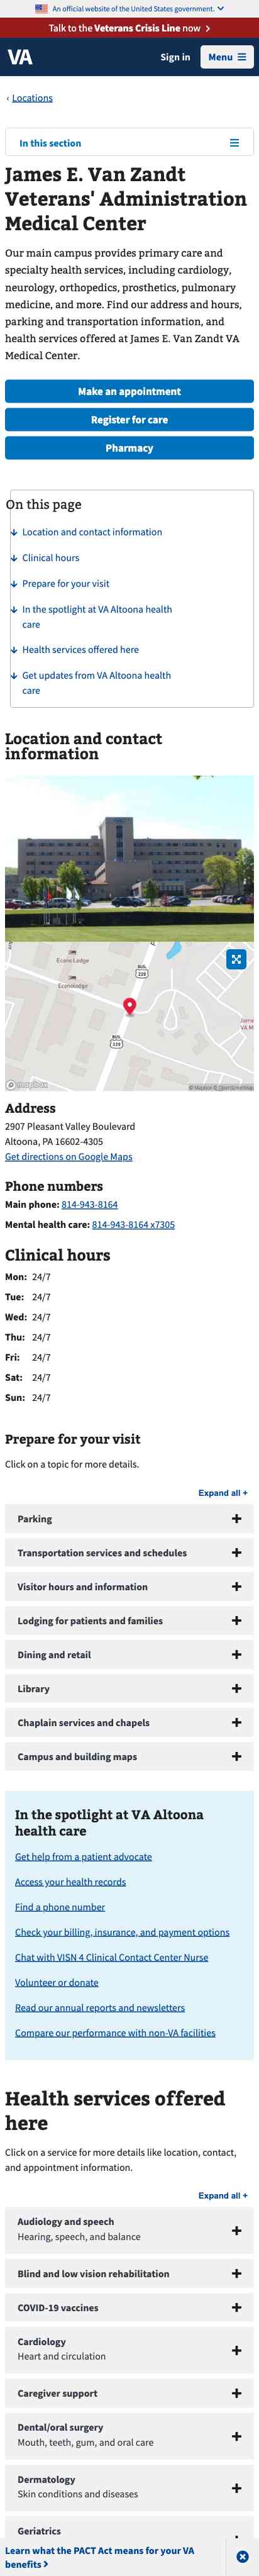 An official website of the United States government.
Talk to the Veterans Crisis Line now
VA
Sign in
Menu
‹ Locations
In this section
James E. Van Zandt
Veterans' Administration
Medical Center
Our main campus provides primary care and
specialty health services, including cardiology,
neurology, orthopedics, prosthetics, pulmonary
medicine, and more. Find our address and hours,
parking and transportation information, and
health services offered at James E. Van Zandt VA
Medical Center.
Make an appointment
Register for care
Pharmacy
On this page
Location and contact information
Clinical hours
Prepare for your visit
In the spotlight at VA Altoona health
care
Health services offered here
Get updates from VA Altoona health
care
Location and contact
information
Econo Lodge
Econolodge
BUS.
220
BUS.
220
James
VA M
mapbox
© Mapbox © OpenStreetMap
Address
2907 Pleasant Valley Boulevard
Altoona, PA 16602-4305
Get directions on Google Maps
Phone numbers
Main phone: 814-943-8164
Mental health care: 814-943-8164 x7305
Clinical hours
Mon: 24/7
Tue: 24/7
Wed: 24/7
Thu: 24/7
Fri: 24/7
Sat: 24/7
Sun: 24/7
Prepare for your visit
Click on a topic for more details.
Expand all +
Parking
Transportation services and schedules
Visitor hours and information
Lodging for patients and families
Dining and retail
Library
Chaplain services and chapels
Campus and building maps
In the spotlight at VA Altoona
health care
Get help from a patient advocate
Access your health records
Find a phone number
Check your billing, insurance, and payment options
Chat with VISN 4 Clinical Contact Center Nurse
Volunteer or donate
Read our annual reports and newsletters
Compare our performance with non-VA facilities
Health services offered
here
Click on a service for more details like location, contact,
and appointment information.
Expand all +
Audiology and speech
Hearing, speech, and balance
Blind and low vision rehabilitation
COVID-19 vaccines
Cardiology
Heart and circulation
Caregiver support
Dental/oral surgery
Mouth, teeth, gum, and oral care
Dermatology
Skin conditions and diseases
Geriatrics
Learn what the PACT Act means for your VA
benefits